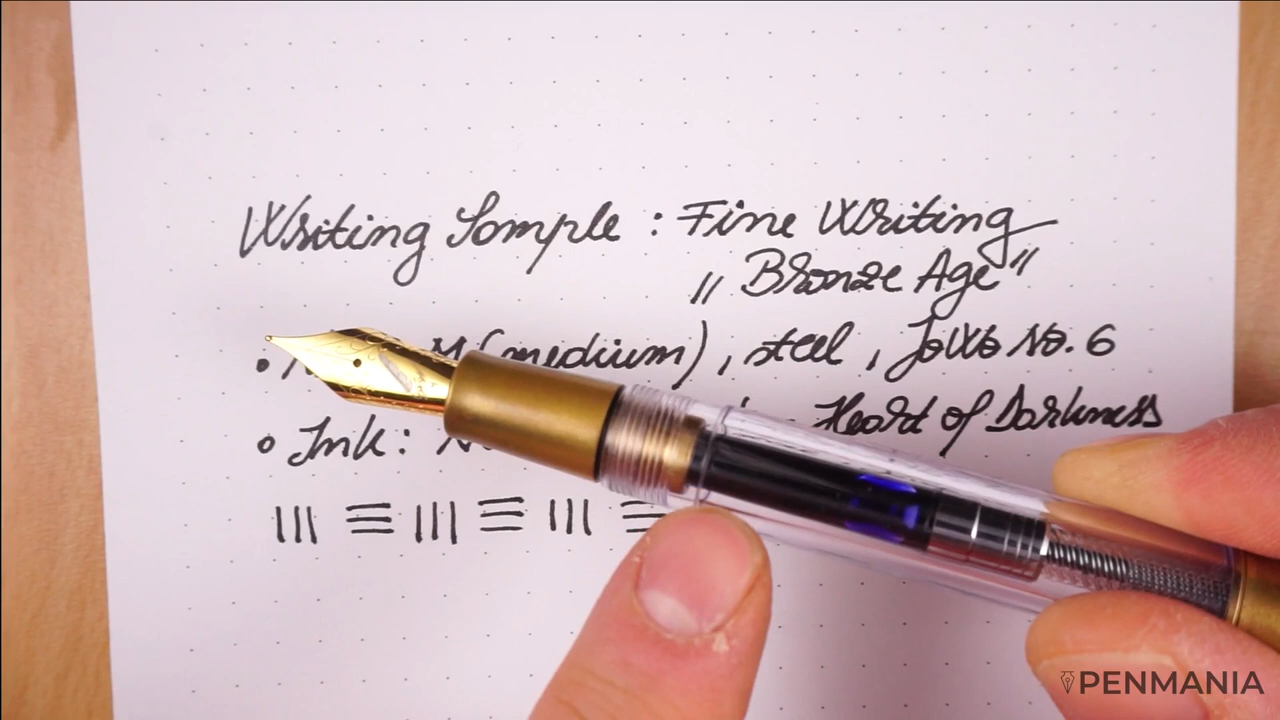 Writing Sample : Fine Writing
" Bronze Age "
M (medium) , steel , JoWo No. 6
Heart of Darkness
Ink :
PENMANIA